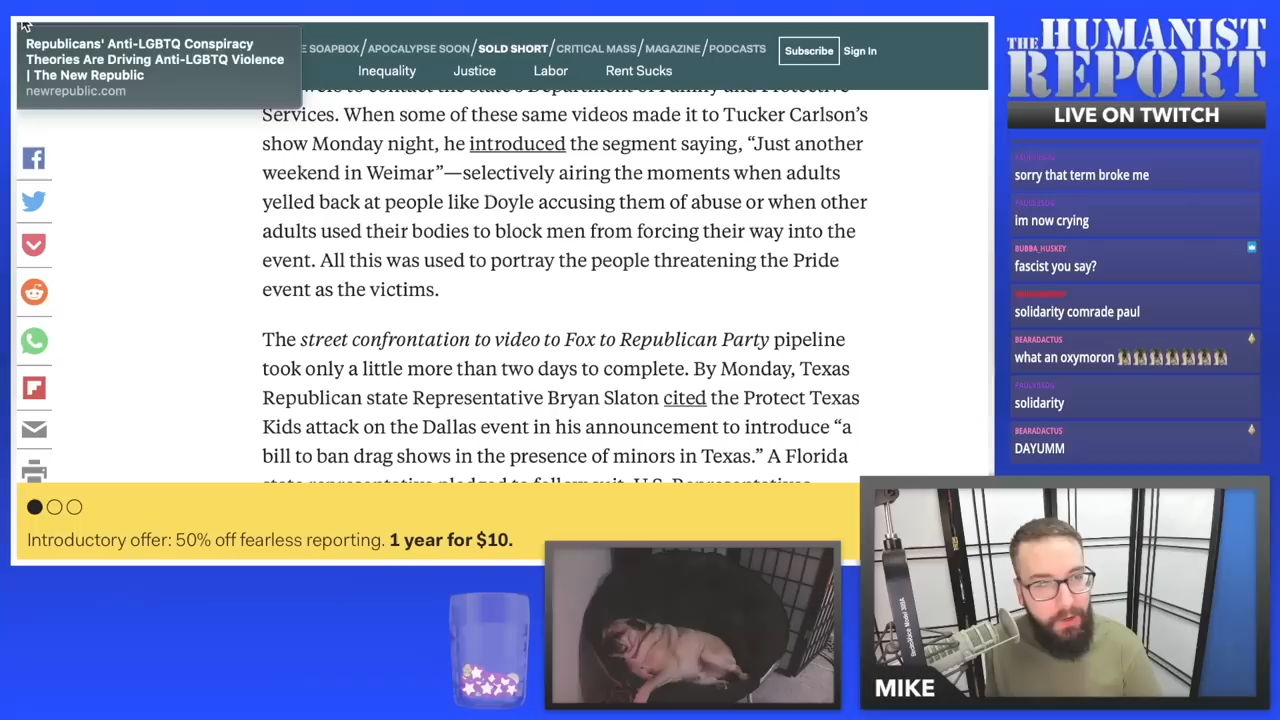 Republicans' Anti-LGBTQ Conspiracy
Theories Are Driving Anti-LGBTQ Violence
| The New Republic
newrepublic.com
E SOAPBOX/APOCALYPSE SOON/SOLD SHORT/CRITICAL MASS/MAGAZINE/PODCASTS
Subscribe
Sign In
Inequality
Justice
Labor
Rent Sucks
Services. When some of these same videos made it to Tucker Carlson's
show Monday night, he introduced the segment saying, “Just another
weekend in Weimar”—selectively airing the moments when adults
yelled back at people like Doyle accusing them of abuse or when other
adults used their bodies to block men from forcing their way into the
event. All this was used to portray the people threatening the Pride
event as the victims.
The street confrontation to video to Fox to Republican Party pipeline
took only a little more than two days to complete. By Monday, Texas
Republican state Representative Bryan Slaton cited the Protect Texas
Kids attack on the Dallas event in his announcement to introduce “a
bill to ban drag shows in the presence of minors in Texas.” A Florida
Introductory offer: 50% off fearless reporting. 1 year for $10.
THE HUMANIST
REPORT
LIVE ON TWITCH
sorry that term broke me
im now crying
BUBBA_HUSKEY
fascist you say?
solidarity comrade paul
BEARADACTUS
what an oxymoron
solidarity
BEARADACTUS
DAYUMM
MIKE